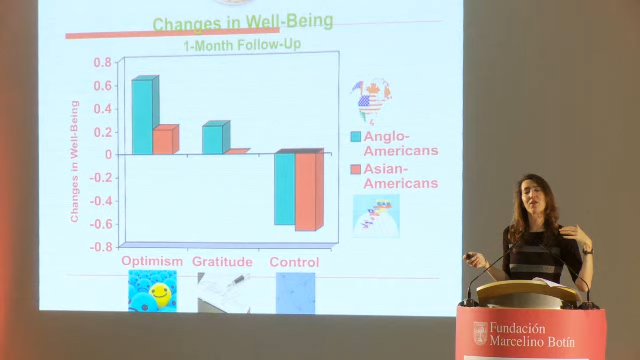 Changes in Well-Being
1-Month Follow-Up
Changes in Well-Being
0.8
0.6
0.4
0.2
0
-0.2
-0.4
-0.6
-0.8
Optimism Gratitude Control
Anglo-
Americans
Asian-
Americans
Fundación
Marcelino Botín